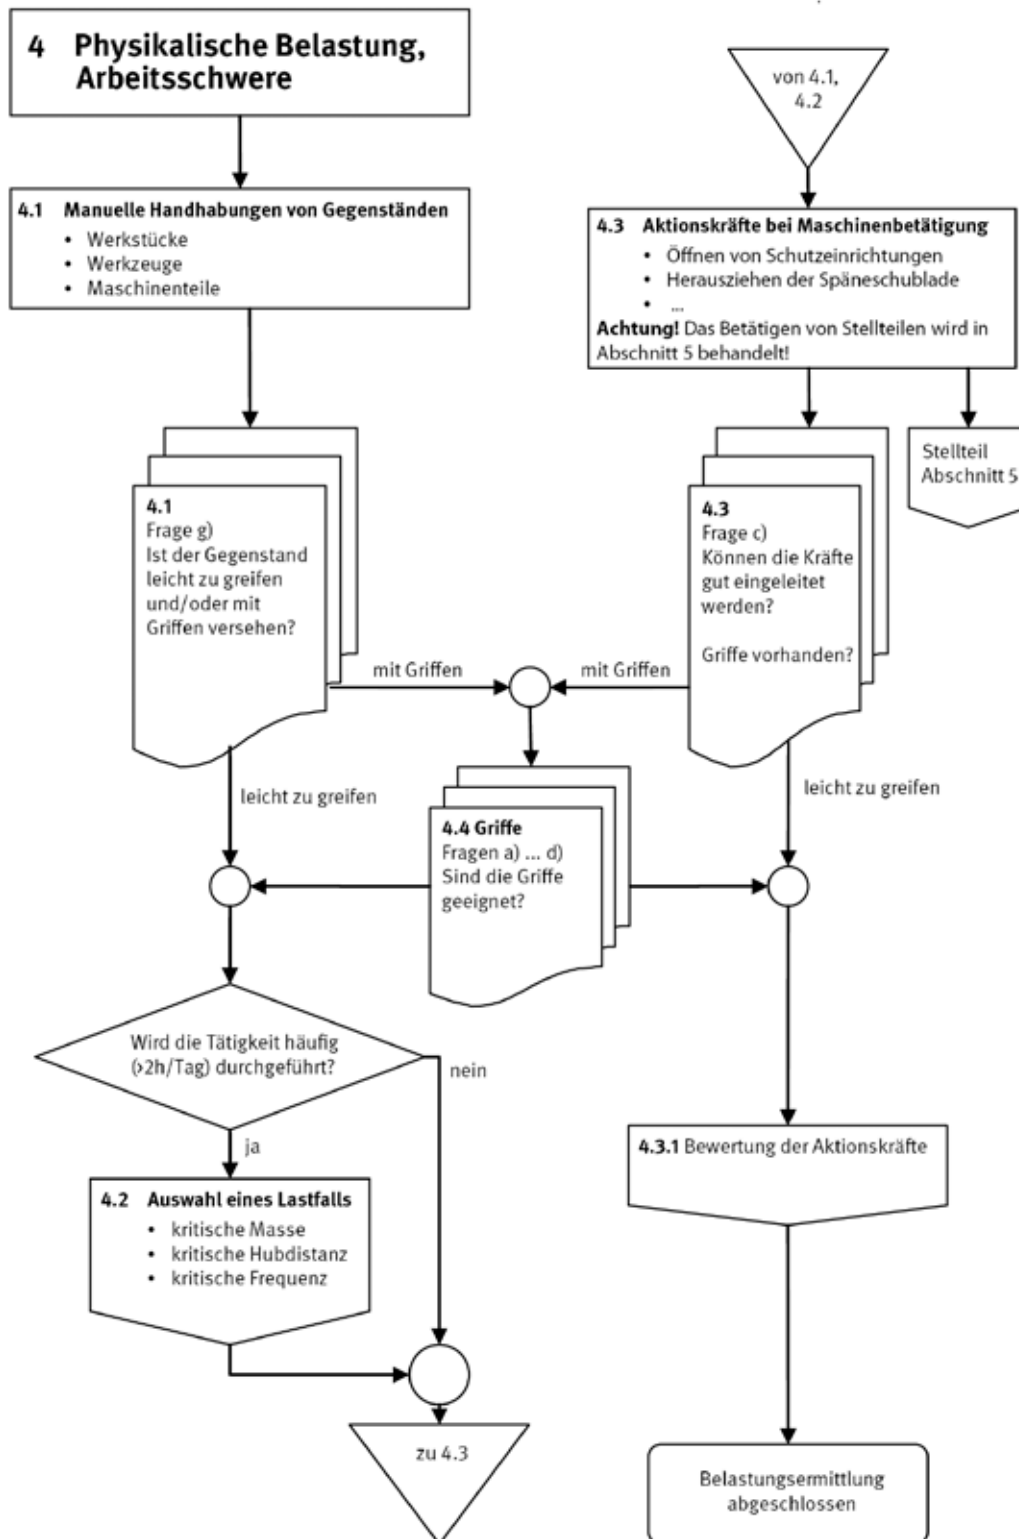 4 Physikalische Belastung,
Arbeitsschwere
4.1 Manuelle Handhabungen von Gegenständen
• Werkstücke
• Werkzeuge
• Maschinenteile
4.1
Frage g)
Ist der Gegenstand
leicht zu greifen
und/oder mit
Griffen versehen?
mit Griffen
leicht zu greifen
4.4 Griffe
Fragen a) ... d)
Sind die Griffe
geeignet?
Wird die Tätigkeit häufig
(>2h/Tag) durchgeführt?
nein
ja
4.2 Auswahl eines Lastfalls
• kritische Masse
• kritische Hubdistanz
• kritische Frequenz
zu 4.3
von 4.1,
4.2
4.3 Aktionskräfte bei Maschinenbetätigung
• Öffnen von Schutzeinrichtungen
• Herausziehen der Späneschublade
• ...
Achtung! Das Betätigen von Stellteilen wird in
Abschnitt 5 behandelt!
Stellteil
Abschnitt 5
4.3
Frage c)
Können die Kräfte
gut eingeleitet
werden?
Griffe vorhanden?
mit Griffen
leicht zu greifen
4.3.1 Bewertung der Aktionskräfte
Belastungsermittlung
abgeschlossen